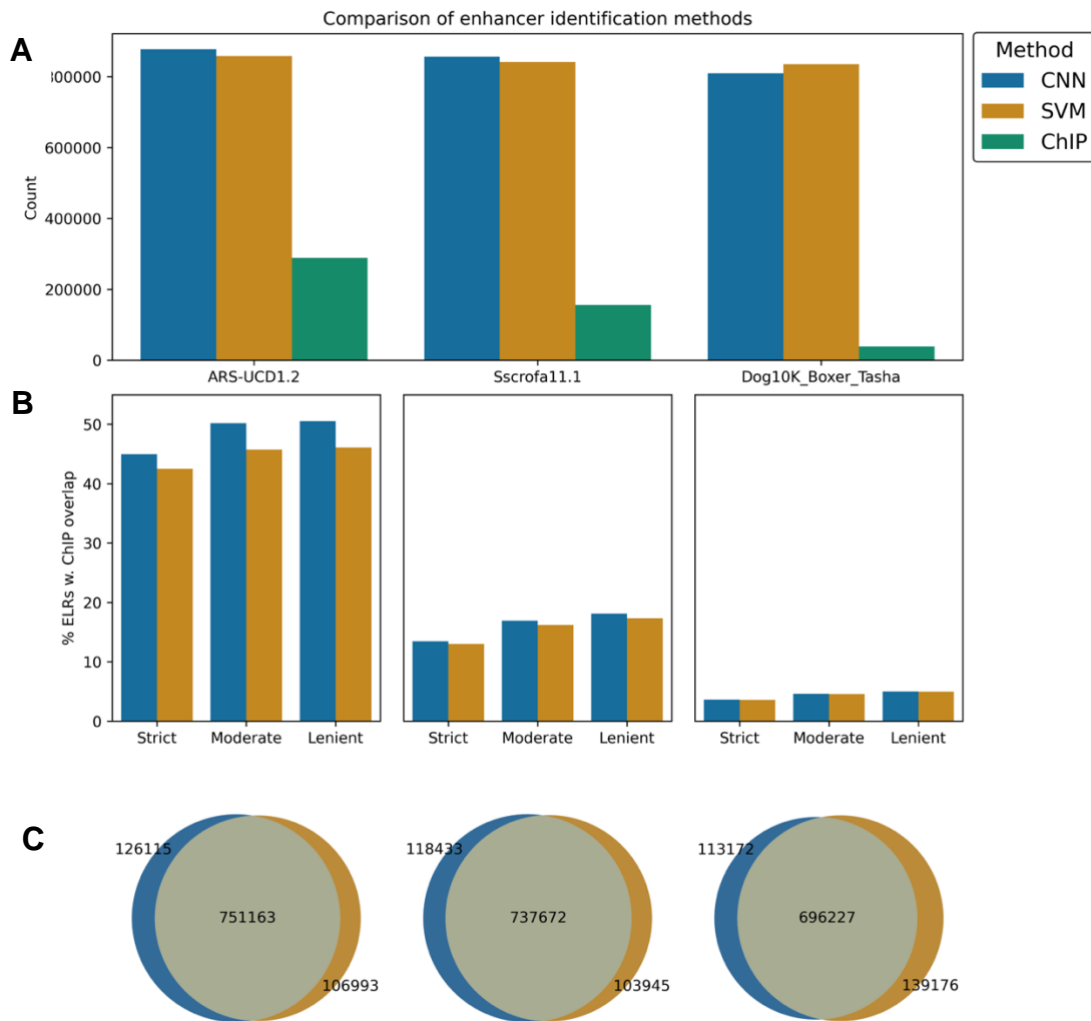 Comparison of enhancer identification methods
A
Method
CNN
SVM
ChIP
800000
600000
400000
200000
0
Count
ARS-UCD1.2
Sscrofa11.1
Dog10K_Boxer_Tasha
B
50
40
30
20
10
0
% ELRs w. ChIP overlap
Strict Moderate Lenient
Strict Moderate Lenient
Strict Moderate Lenient
C
126115
751163
106993
118433
737672
103945
113172
696227
139176